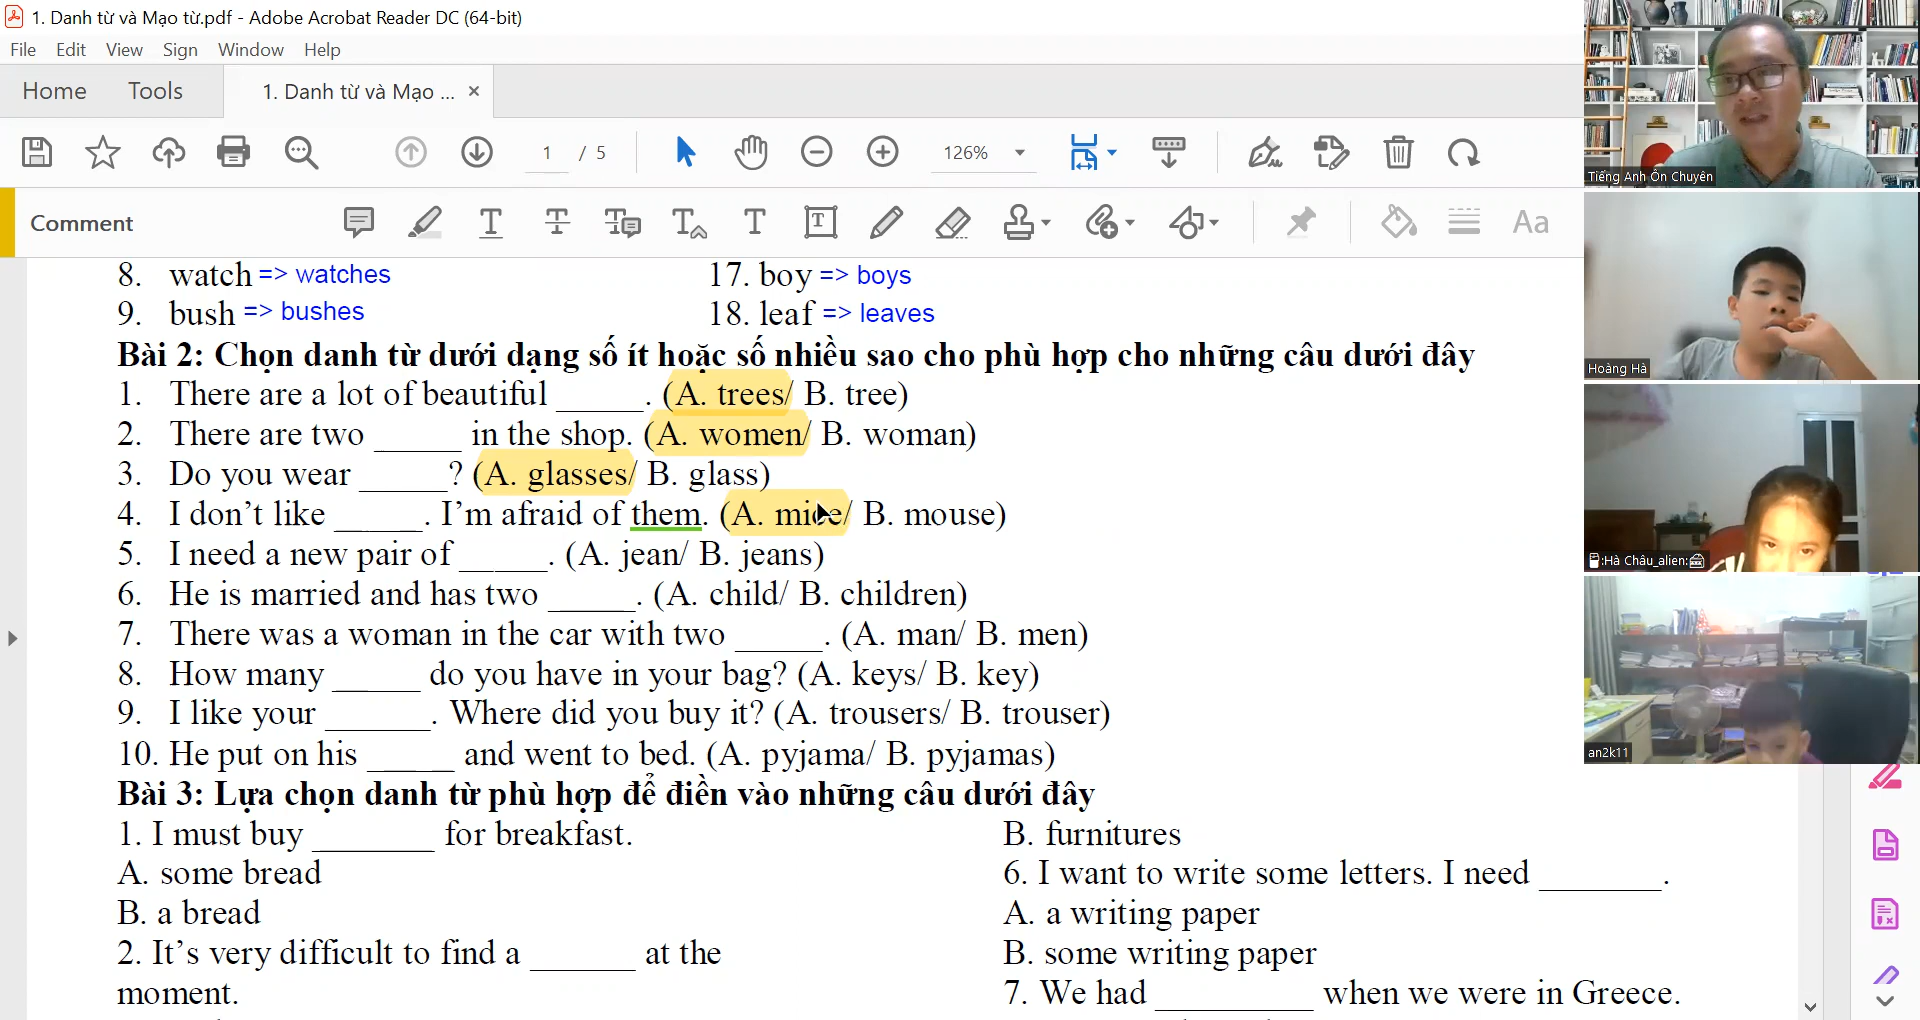 1. Danh từ và Mạo từ.pdf - Adobe Acrobat Reader DC (64-bit)
File Edit View Sign Window Help
Home Tools 1. Danh từ và Mạo ... ×
1 / 5 126%
Comment
Aa
8. watch => watches
9. bush => bushes
17. boy => boys
18. leaf => leaves
Bài 2: Chọn danh từ dưới dạng số ít hoặc số nhiều sao cho phù hợp cho những câu dưới đây
1. There are a lot of beautiful _____. (A. trees/ B. tree)
2. There are two _____ in the shop. (A. women/ B. woman)
3. Do you wear _____? (A. glasses/ B. glass)
4. I don’t like _____. I’m afraid of them. (A. mice/ B. mouse)
5. I need a new pair of _____. (A. jean/ B. jeans)
6. He is married and has two _____. (A. child/ B. children)
7. There was a woman in the car with two _____. (A. man/ B. men)
8. How many _____ do you have in your bag? (A. keys/ B. key)
9. I like your ______. Where did you buy it? (A. trousers/ B. trouser)
10. He put on his _____ and went to bed. (A. pyjama/ B. pyjamas)
Bài 3: Lựa chọn danh từ phù hợp để điền vào những câu dưới đây
1. I must buy _______ for breakfast.
A. some bread
B. a bread
2. It’s very difficult to find a ______ at the
moment.
B. furnitures
6. I want to write some letters. I need _______.
A. a writing paper
B. some writing paper
7. We had _________ when we were in Greece.
Tiếng Anh Ôn Chuyên
Hoàng Hà
:Hà Châu_alien:
an2k11